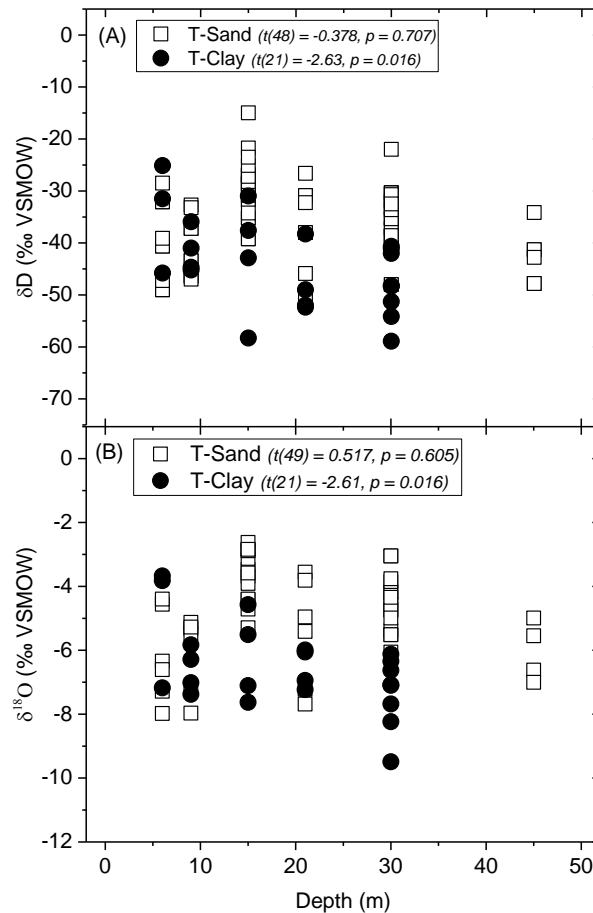 (A)
T-Sand (t(48) = -0.378, p = 0.707)
T-Clay (t(21) = -2.63, p = 0.016)
0
-10
-20
-30
-40
-50
-60
-70
δD (‰ VSMOW)
(B)
T-Sand (t(49) = 0.517, p = 0.605)
T-Clay (t(21) = -2.61, p = 0.016)
0
-2
-4
-6
-8
-10
-12
δ¹⁸O (‰ VSMOW)
0 10 20 30 40 50
Depth (m)